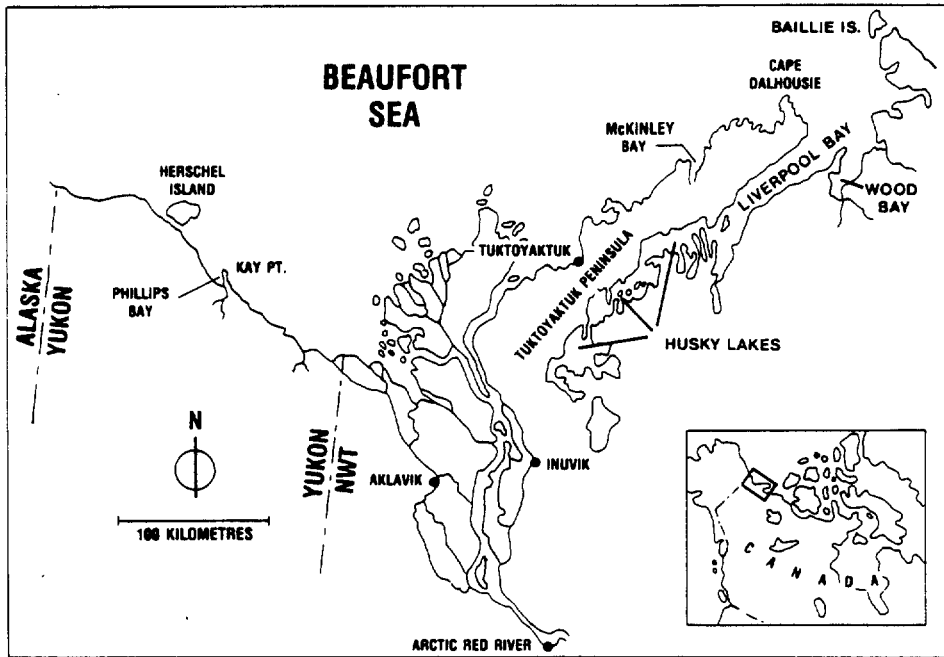 BAILLIE IS.
BEAUFORT
SEA
CAPE
DALHOUSIE
McKINLEY
BAY
LIVERPOOL BAY
WOOD
BAY
HERSCHEL
ISLAND
TUKTOYAKTUK
KAY PT.
PHILLIPS
BAY
TUKTOYAKTUK PENINSULA
ALASKA
YUKON
HUSKY LAKES
N
YUKON
NWT
AKLAVIK
INUVIK
100 KILOMETRES
CANADA
ARCTIC RED RIVER